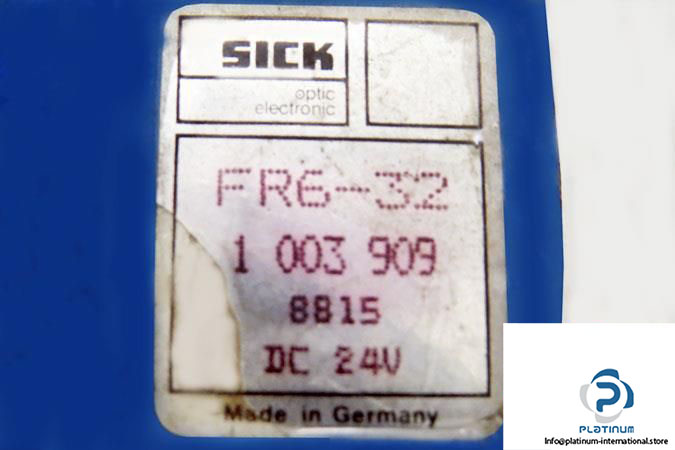 SICK
optic
electronic
FR6-32
1 003 909
8815
DC 24V
Made in Germany
PLATINUM
Info@platinum-international.store